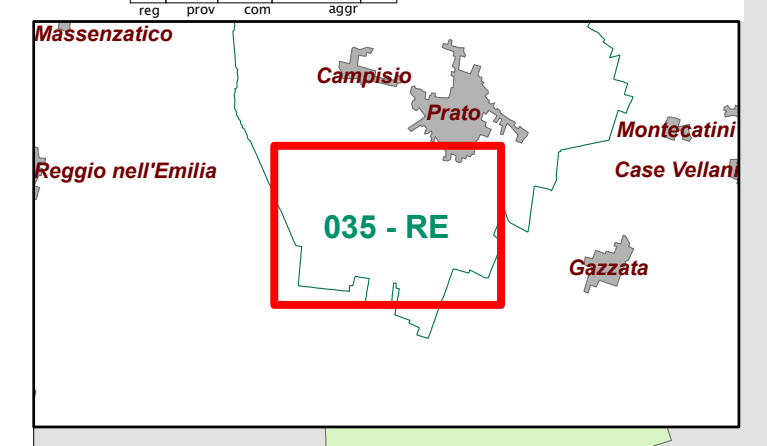 reg prov com aggr
Massenzatico
Campisio
Prato
Montecatini
Reggio nell'Emilia
Case Vellani
035 - RE
Gazzata